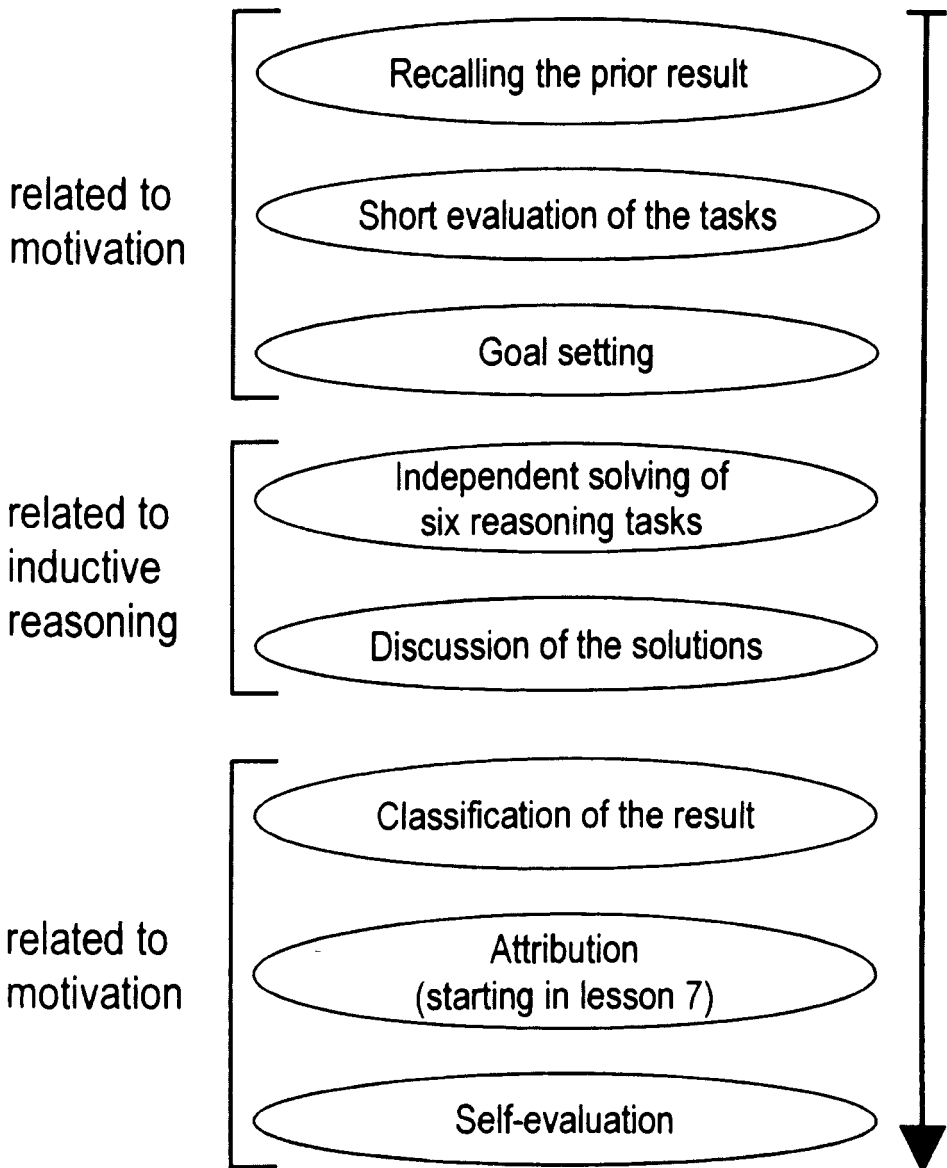 related to
motivation
Recalling the prior result
Short evaluation of the tasks
Goal setting
related to
inductive
reasoning
Independent solving of
six reasoning tasks
Discussion of the solutions
related to
motivation
Classification of the result
Attribution
(starting in lesson 7)
Self-evaluation